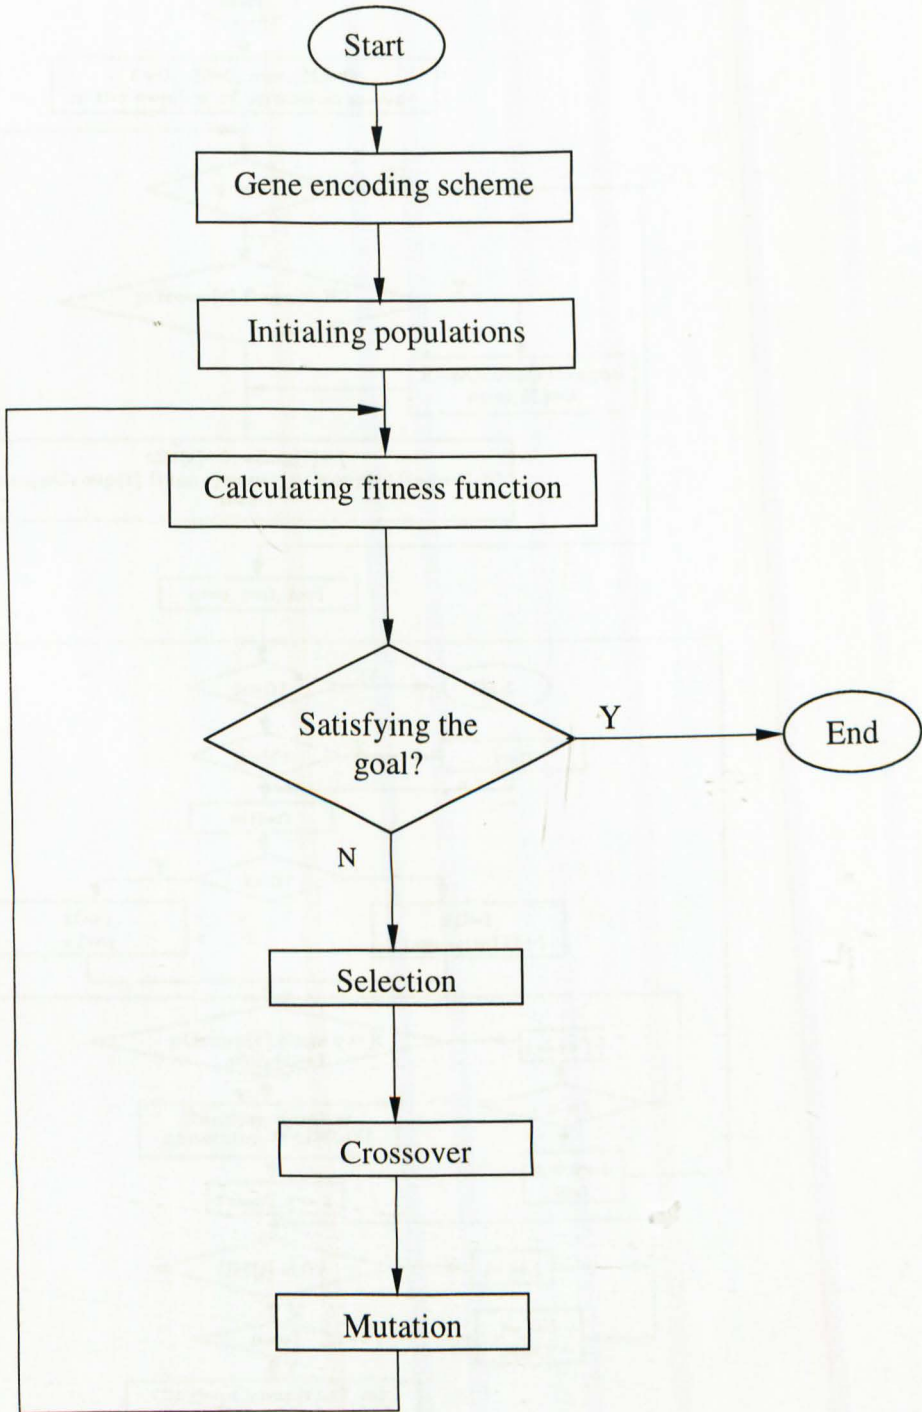 Start
Gene encoding scheme
Initialing populations
Calculating fitness function
Satisfying the
goal?
Y
End
N
Selection
Crossover
Mutation